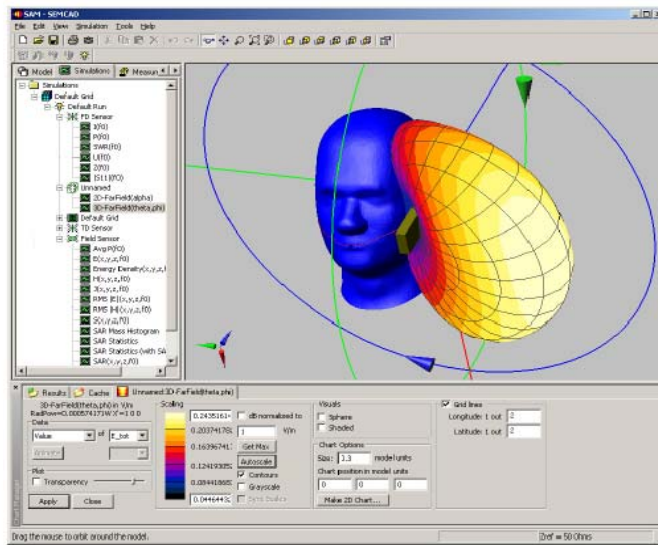 SAM - SEMCAD
File Edit View Simulation Tools Help
Model Simulations Measun
Simulations
Default Grid
Default Run
FD Sensor
I(f0)
P(f0)
SWR(f0)
U(f0)
Z(f0)
|S11|(f0)
Unnamed
2D-FarField(alpha)
3D-FarField(theta,phi)
Default Grid
TD Sensor
Field Sensor
Avg P(f0)
E(x,y,z,f0)
Energy Density(x,y,z,f
H(x,y,z,f0)
J(x,y,z,f0)
RMS |E|(x,y,z,f0)
RMS |H|(x,y,z,f0)
S(x,y,z,f0)
SAR Mass Histogram
SAR Statistics
SAR Statistics (with SA
SAR(x,y,z,f0)
Results Cache Unnamed:3D-FarField(theta,phi)
3D-FarField(theta,phi) in V/m
Data
Value of E_tot
Animate
Plot
Transparency
Apply Close
Scaling
dB normalized to
1 V/m
Get Max
Autoscale
Contours
Grayscale
Sync Scales
Visuals
Sphere
Shaded
Chart Options
Size: 1.3 model units
Chart position in model units
0 0 0
Make 2D Chart...
Grid lines
Longitude: 1 out 2
Latitude: 1 out 2
Chart Manager
Drag the mouse to orbit around the model.
Zref = 50 Ohms